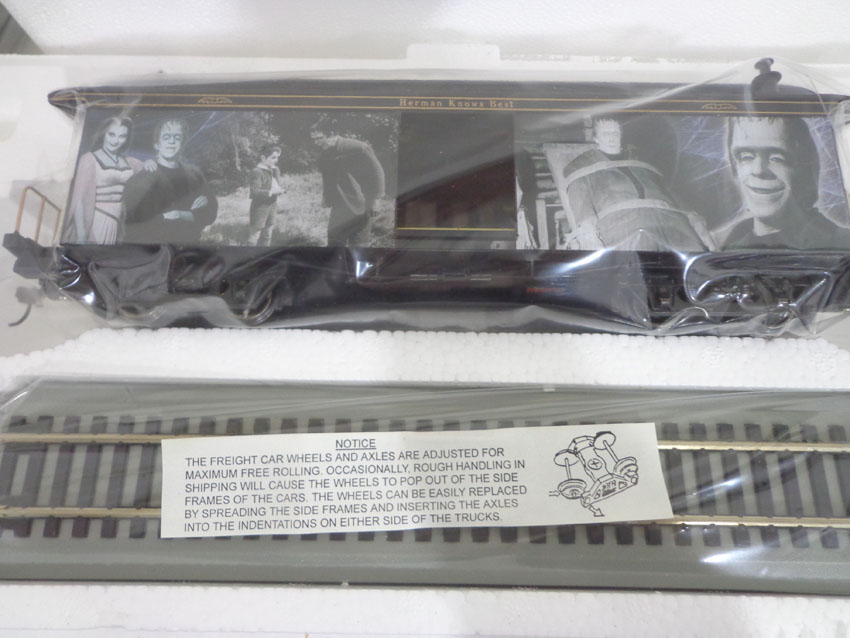 Herman Knows Best
NOTICE
THE FREIGHT CAR WHEELS AND AXLES ARE ADJUSTED FOR
MAXIMUM FREE ROLLING. OCCASIONALLY, ROUGH HANDLING IN
SHIPPING WILL CAUSE THE WHEELS TO POP OUT OF THE SIDE
FRAMES OF THE CARS. THE WHEELS CAN BE EASILY REPLACED
BY SPREADING THE SIDE FRAMES AND INSERTING THE AXLES
INTO THE INDENTATIONS ON EITHER SIDE OF THE TRUCKS.